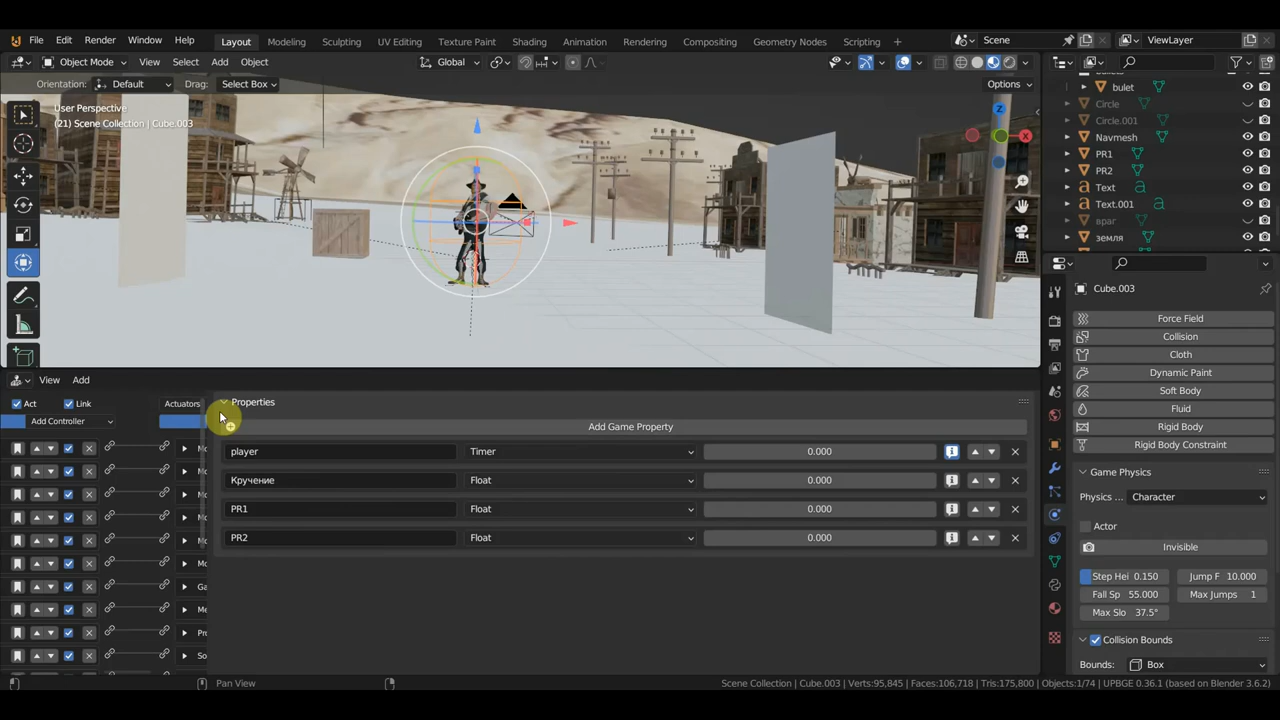 File Edit Render Window Help Layout Modeling Sculpting UV Editing Texture Paint Shading Animation Rendering Compositing Geometry Nodes Scripting + Scene ViewLayer
Object Mode View Select Add Object Global
Orientation: Default Drag: Select Box Options
User Perspective
(21) Scene Collection | Cube.003
Z
X
bulet
Circle
Circle.001
Navmesh
PR1
PR2
Text
Text.001
враг
земля
Cube.003
Force Field
Collision
Cloth
Dynamic Paint
Soft Body
Fluid
Rigid Body
Rigid Body Constraint
Game Physics
Physics ... Character
Actor
Invisible
Step Hei 0.150 Jump F 10.000
Fall Sp 55.000 Max Jumps 1
Max Slo 37.5°
Collision Bounds
Bounds: Box
View Add
Act Link Actuators
Add Controller
Mo
Ga
Me
Pro
So
Properties
Add Game Property
player Timer 0.000
Кручение Float 0.000
PR1 Float 0.000
PR2 Float 0.000
Pan View
Scene Collection | Cube.003 Verts:95,845 Faces:106,718 Tris:175,800 Objects:1/74 UPBGE 0.36.1 (based on Blender 3.6.2)